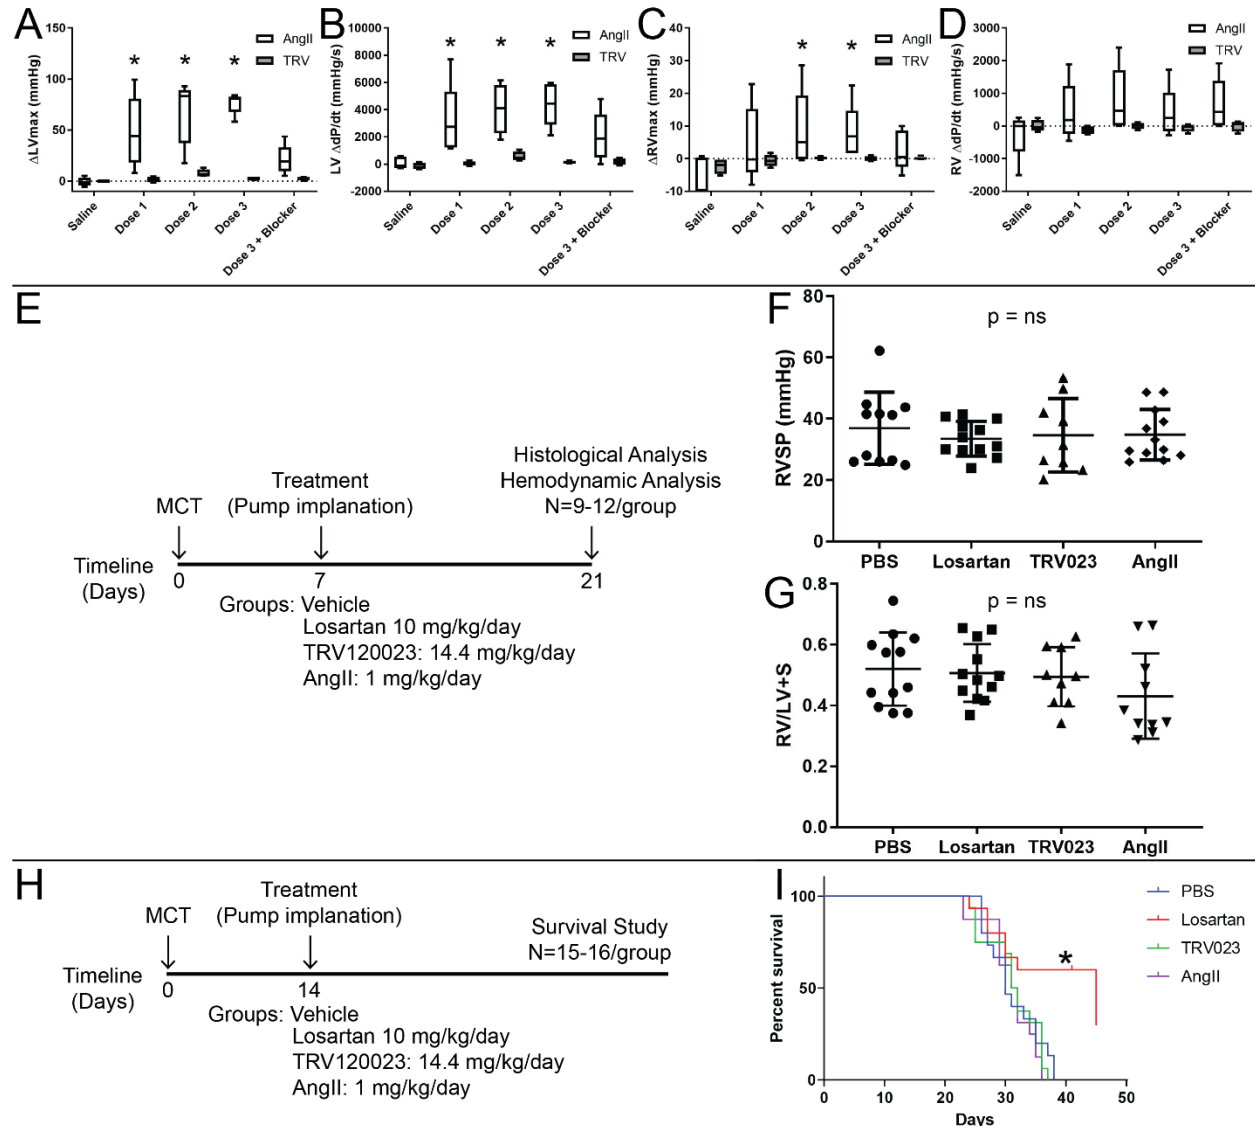 A
ΔLVmax (mmHg)
150
100
50
0
AngII
TRV
*
*
*
Saline
Dose 1
Dose 2
Dose 3
Dose 3 + Blocker
B
LV ΔdP/dt (mmHg/s)
10000
8000
6000
4000
2000
0
-2000
AngII
TRV
*
*
*
Saline
Dose 1
Dose 2
Dose 3
Dose 3 + Blocker
C
ΔRVmax (mmHg)
40
30
20
10
0
-10
AngII
TRV
*
*
Saline
Dose 1
Dose 2
Dose 3
Dose 3 + Blocker
D
RV ΔdP/dt (mmHg/s)
3000
2000
1000
0
1000
2000
AngII
TRV
Saline
Dose 1
Dose 2
Dose 3
Dose 3 + Blocker
E
Histological Analysis
Hemodynamic Analysis
N=9-12/group
Treatment
(Pump implanation)
MCT
Timeline
(Days)
0
7
21
Groups: Vehicle
Losartan 10 mg/kg/day
TRV120023: 14.4 mg/kg/day
AngII: 1 mg/kg/day
F
p = ns
RVSP (mmHg)
80
60
40
20
0
PBS
Losartan
TRV023
AngII
G
p = ns
RV/LV+S
0.8
0.6
0.4
0.2
0.0
PBS
Losartan
TRV023
AngII
H
Treatment
(Pump implanation)
MCT
Survival Study
N=15-16/group
Timeline
(Days)
0
14
Groups: Vehicle
Losartan 10 mg/kg/day
TRV120023: 14.4 mg/kg/day
AngII: 1 mg/kg/day
I
Percent survival
100
50
0
*
PBS
Losartan
TRV023
AngII
0
10
20
30
40
50
Days